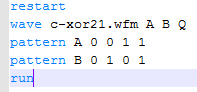 restart
wave c-xor21.wfm A B Q
pattern A 0 0 1 1
pattern B 0 1 0 1
run